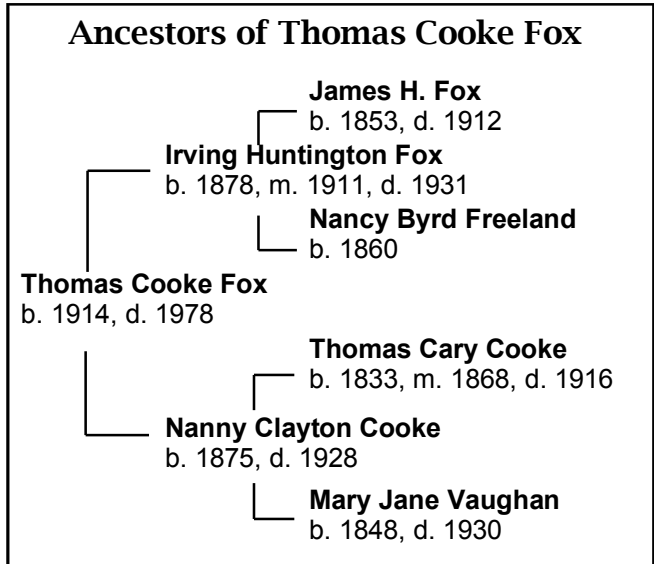 Ancestors of Thomas Cooke Fox
James H. Fox
b. 1853, d. 1912
Irving Huntington Fox
b. 1878, m. 1911, d. 1931
Nancy Byrd Freeland
b. 1860
Thomas Cooke Fox
b. 1914, d. 1978
Thomas Cary Cooke
b. 1833, m. 1868, d. 1916
Nanny Clayton Cooke
b. 1875, d. 1928
Mary Jane Vaughan
b. 1848, d. 1930